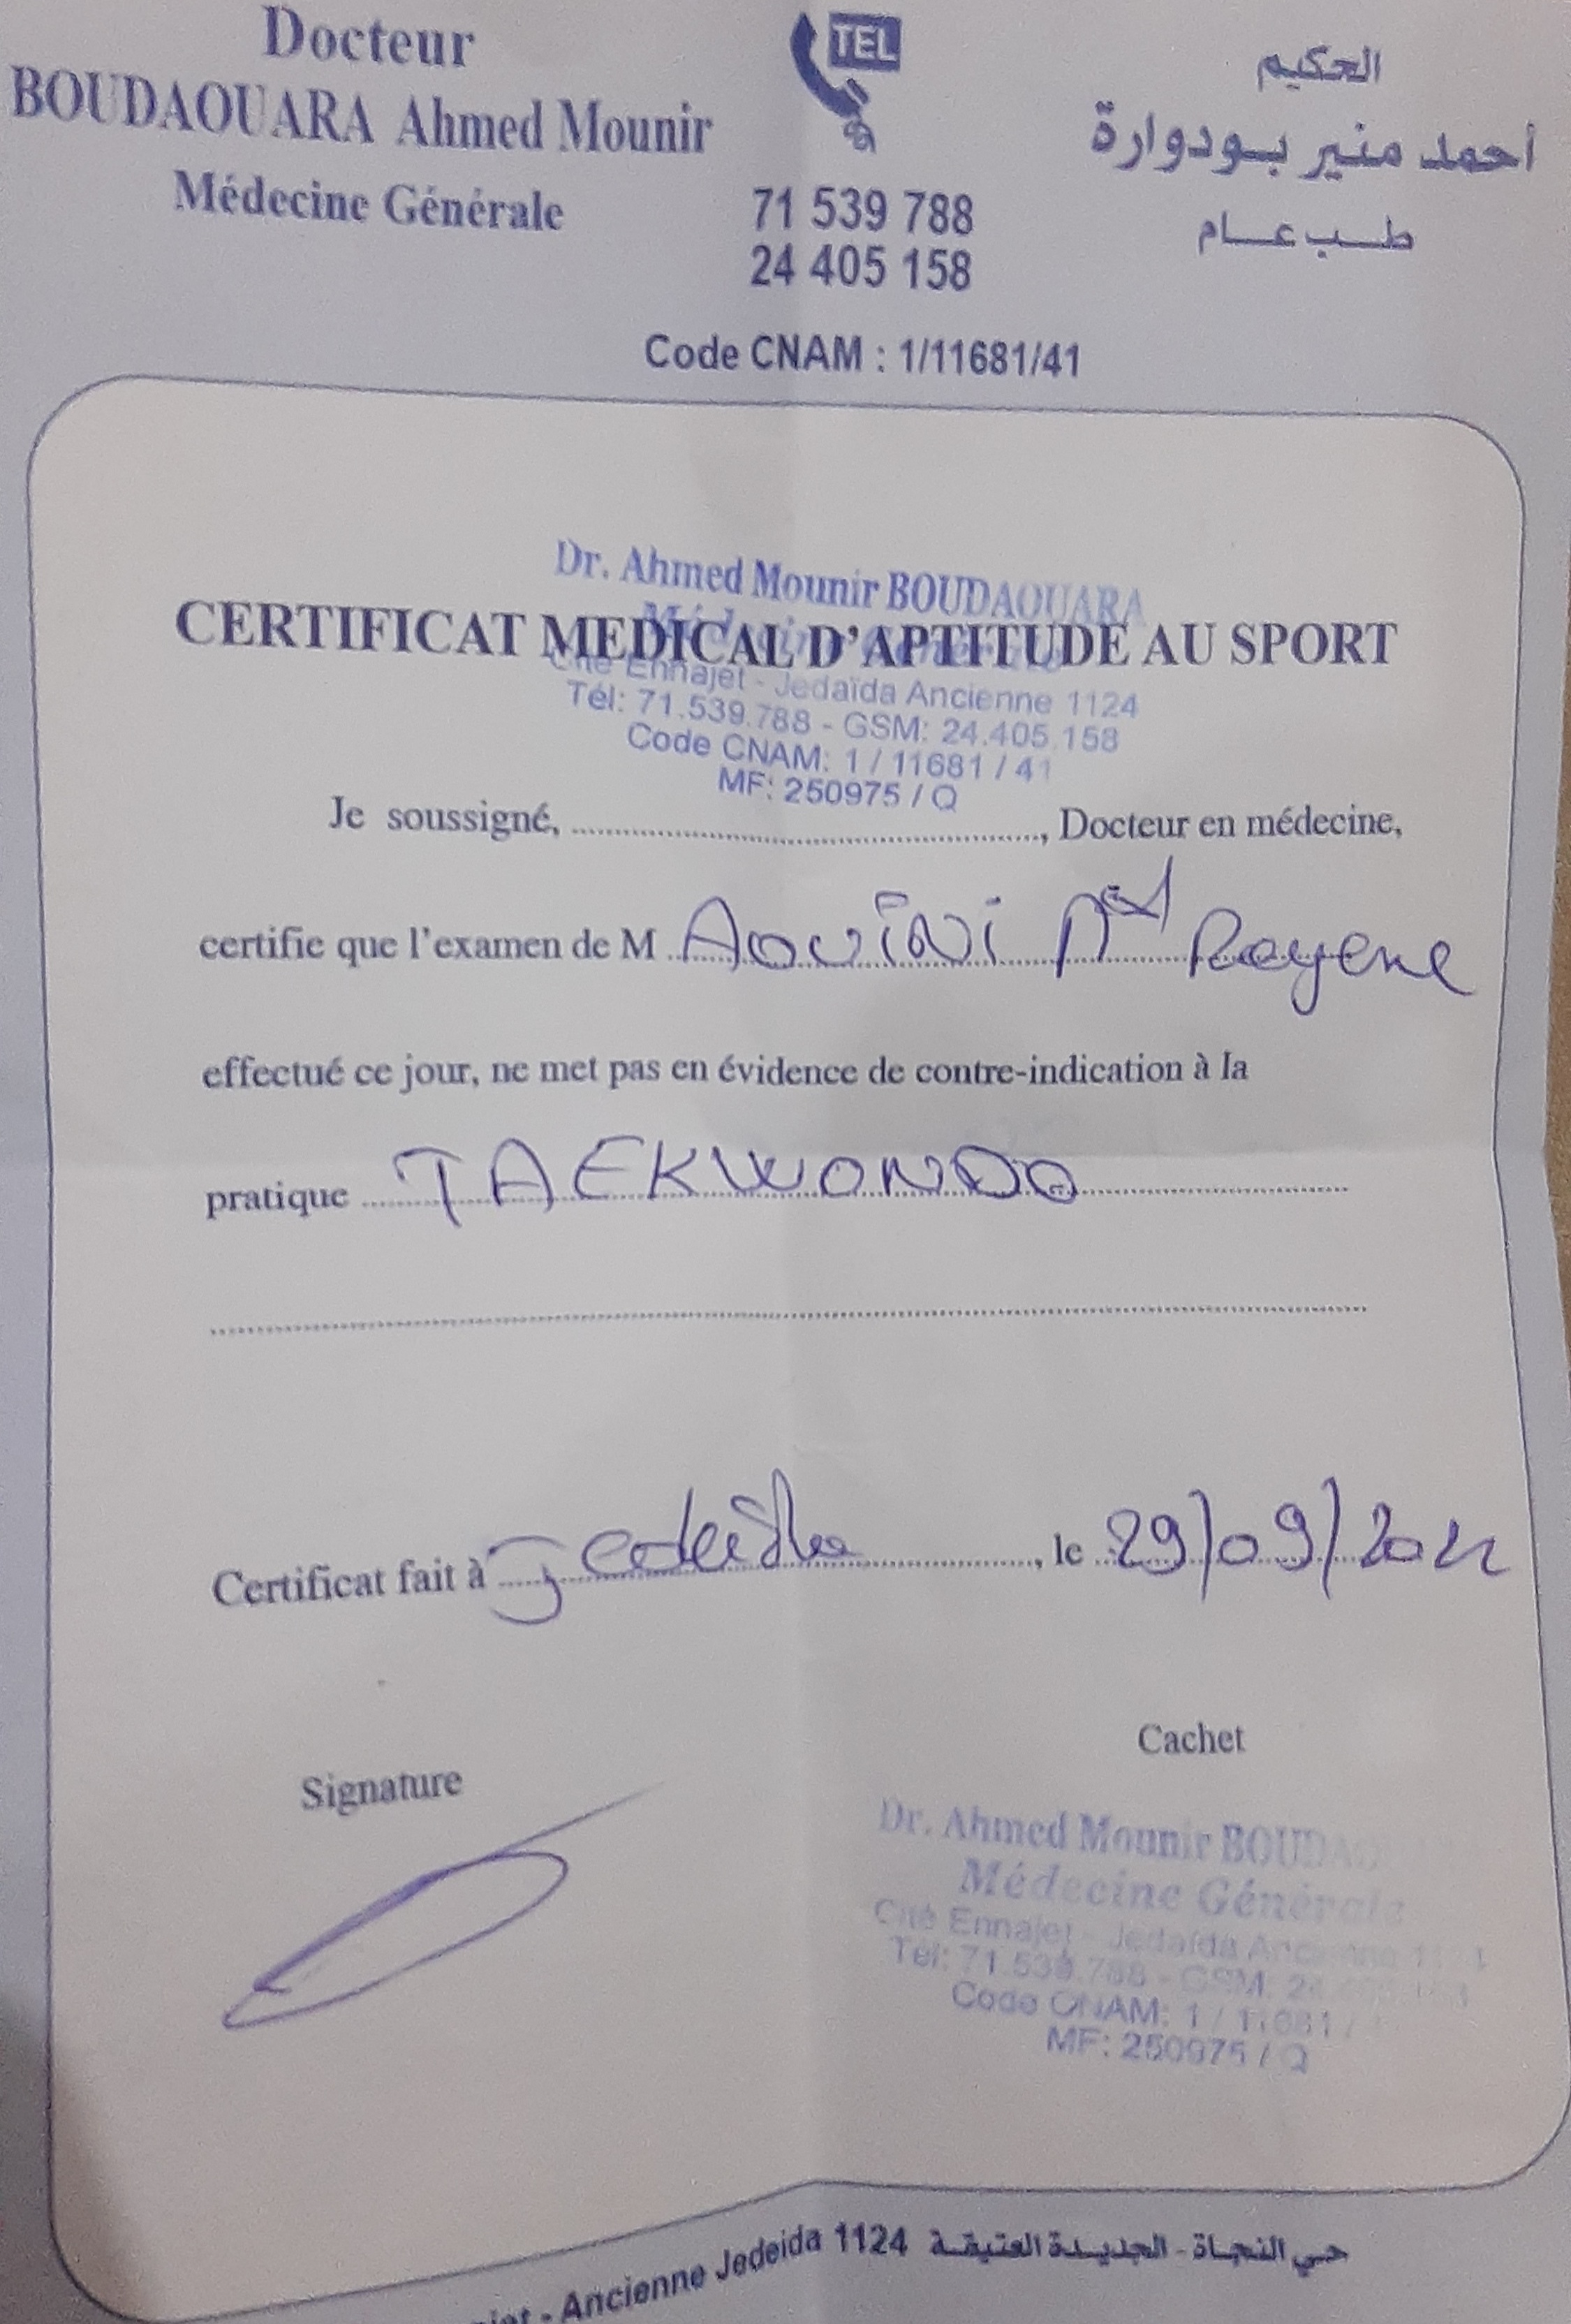 Docteur
BOUDAOUARA Ahmed Mounir
Médecine Générale
TEL
71 539 788
24 405 158
الحكيم
أحمد منير بودوارة
طب عام
Code CNAM : 1/11681/41
Dr. Ahmed Mounir BOUDAOUARA
CERTIFICAT MEDICAL D'APTITUDE AU SPORT
Cité Ennajet - Jedaïda Ancienne 1124
Tél: 71.539.788 - GSM: 24.405.158
Code CNAM: 1 / 11681 / 41
MF: 250975 / Q
Je soussigné, , Docteur en médecine,
certifie que l'examen de M AOUINI Rayene
effectué ce jour, ne met pas en évidence de contre-indication à la
pratique TAEKWONDO
Certificat fait à Jedeïda , le 29/09/2022
Cachet
Signature
Dr. Ahmed Mounir
Médecine Générale
Cité Ennajet - Jedaïda
Tél: 71.539.788 - GSM: 24
Code CNAM: 1 / 11681 /
MF: 250975 / Q
- Ancienne Jedeida 1124 حي النجاة - الجديدة العتيقة